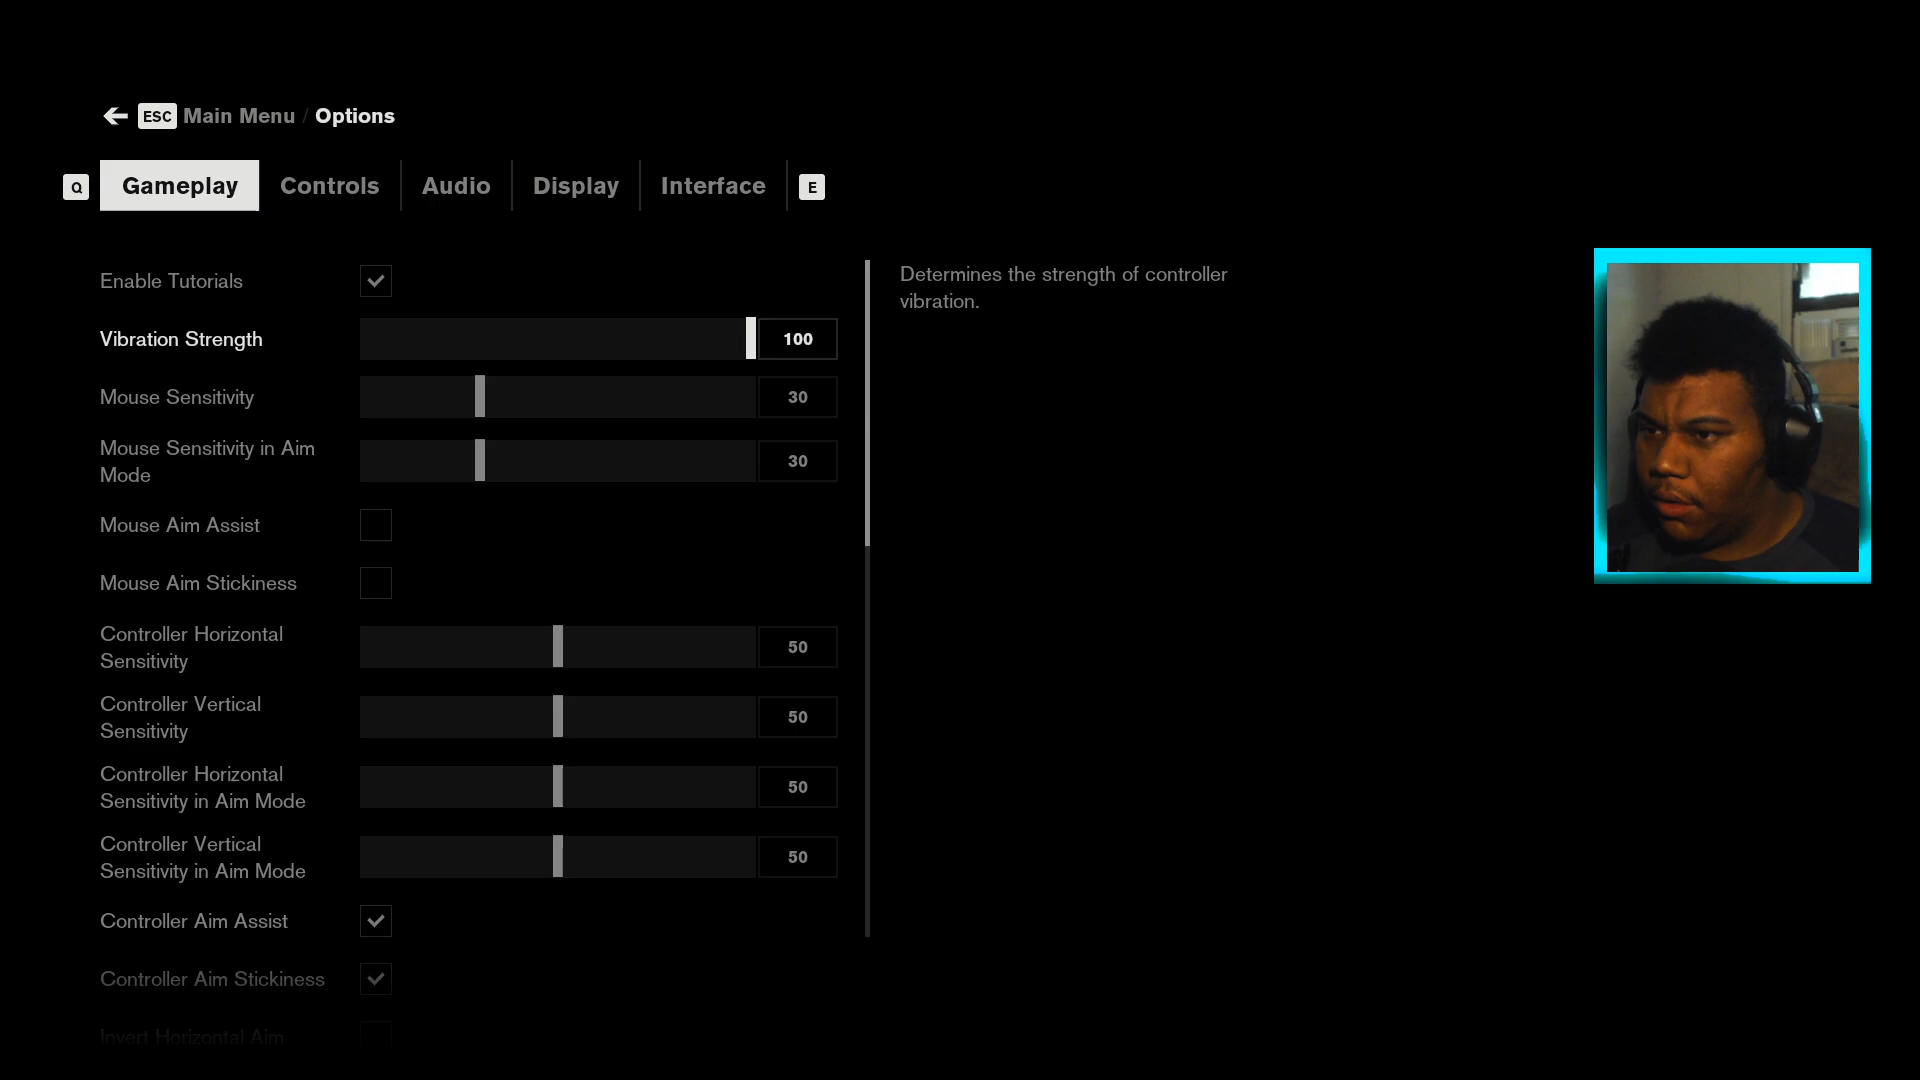 ESC Main Menu / Options
Q Gameplay Controls Audio Display Interface E
Enable Tutorials
Vibration Strength 100
Mouse Sensitivity 30
Mouse Sensitivity in Aim
Mode 30
Mouse Aim Assist
Mouse Aim Stickiness
Controller Horizontal
Sensitivity 50
Controller Vertical
Sensitivity 50
Controller Horizontal
Sensitivity in Aim Mode 50
Controller Vertical
Sensitivity in Aim Mode 50
Controller Aim Assist
Controller Aim Stickiness
Invert Horizontal Aim
Determines the strength of controller
vibration.